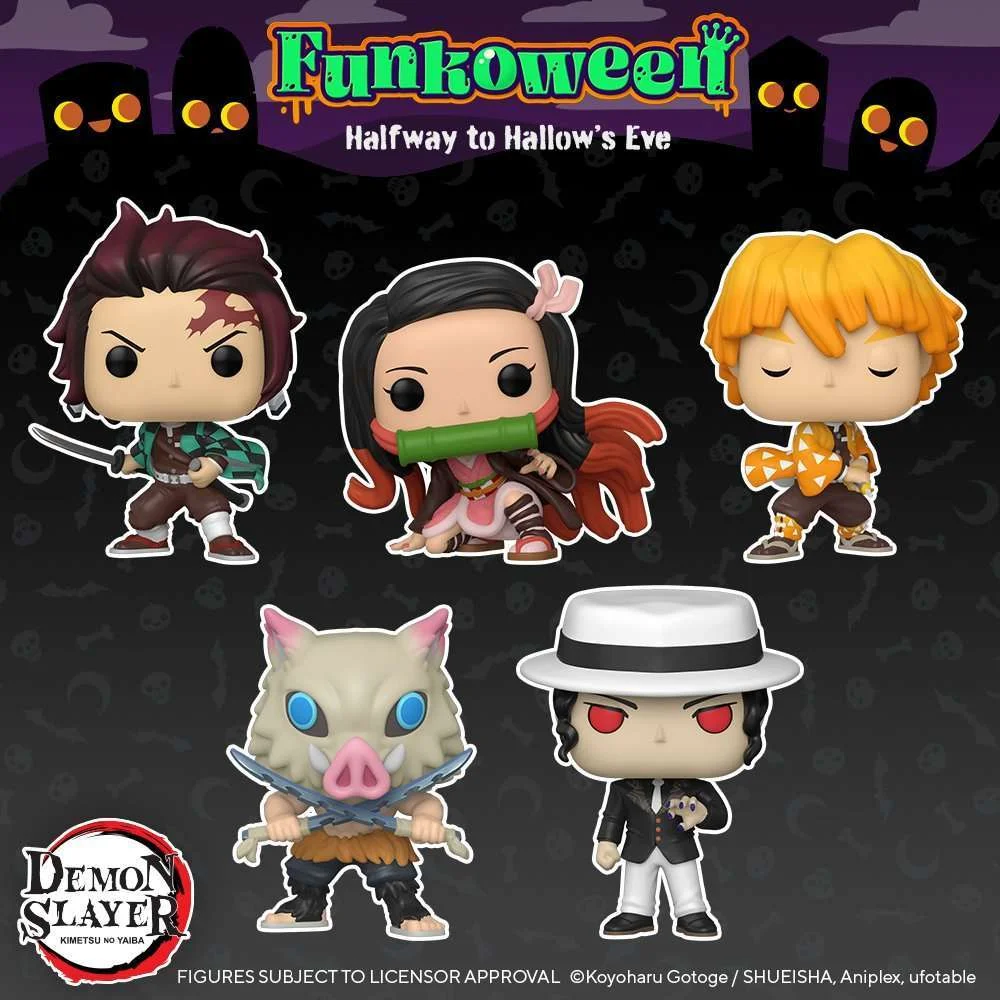 Funkoween
Halfway to Hallow's Eve
DEMON
SLAYER
KIMETSU NO YAIBA
FIGURES SUBJECT TO LICENSOR APPROVAL ©Koyoharu Gotoge / SHUEISHA, Aniplex, ufotable